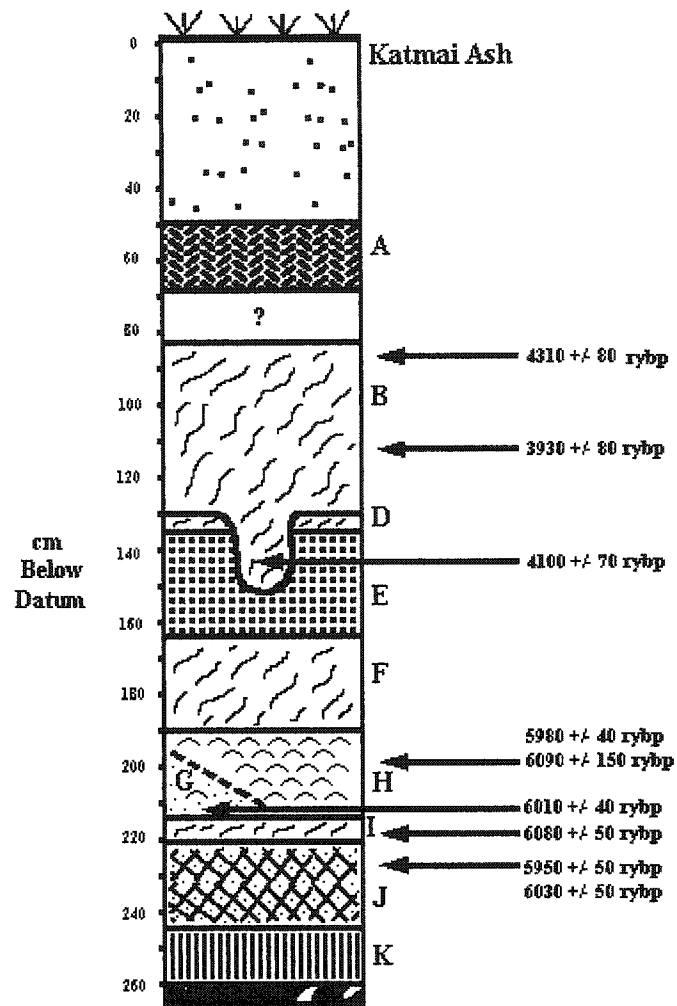 0
Katmai Ash
20
40
A
60
?
80
4310 +/- 80 rybp
B
100
3930 +/- 80 rybp
120
D
cm
Below
Datum
140
4100 +/- 70 rybp
E
160
F
180
5980 +/- 40 rybp
200
G
H
6090 +/- 150 rybp
6010 +/- 40 rybp
I
220
6080 +/- 50 rybp
5950 +/- 50 rybp
J
6030 +/- 50 rybp
240
K
260